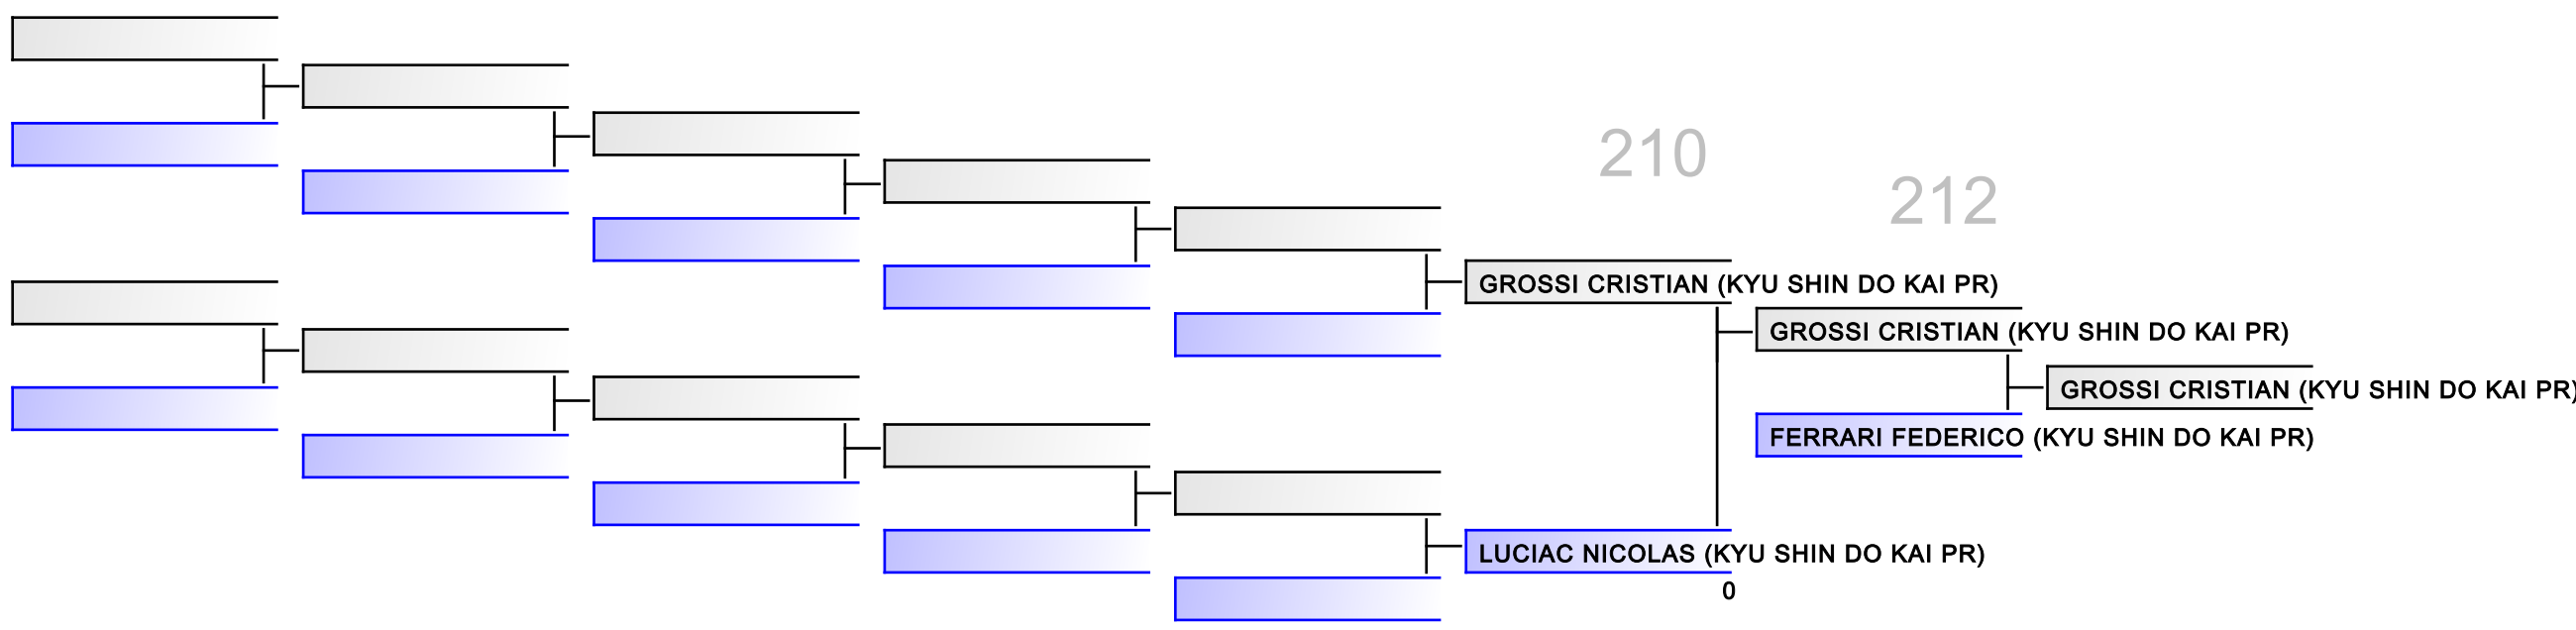 210
212
GROSSI CRISTIAN (KYU SHIN DO KAI PR)
GROSSI CRISTIAN (KYU SHIN DO KAI PR)
GROSSI CRISTIAN (KYU SHIN DO KAI PR)
FERRARI FEDERICO (KYU SHIN DO KAI PR)
LUCIAC NICOLAS (KYU SHIN DO KAI PR)
0